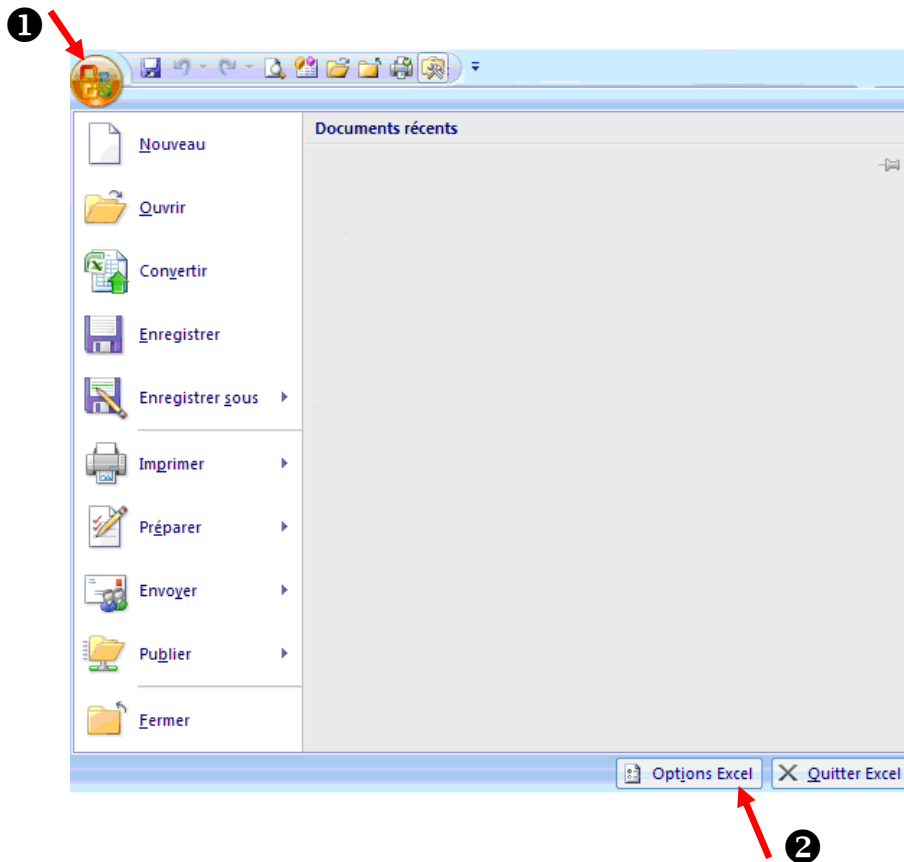 ❶
Documents récents
Nouveau
Ouvrir
Convertir
Enregistrer
Enregistrer sous
Imprimer
Préparer
Envoyer
Publier
Fermer
Options Excel
Quitter Excel
❷